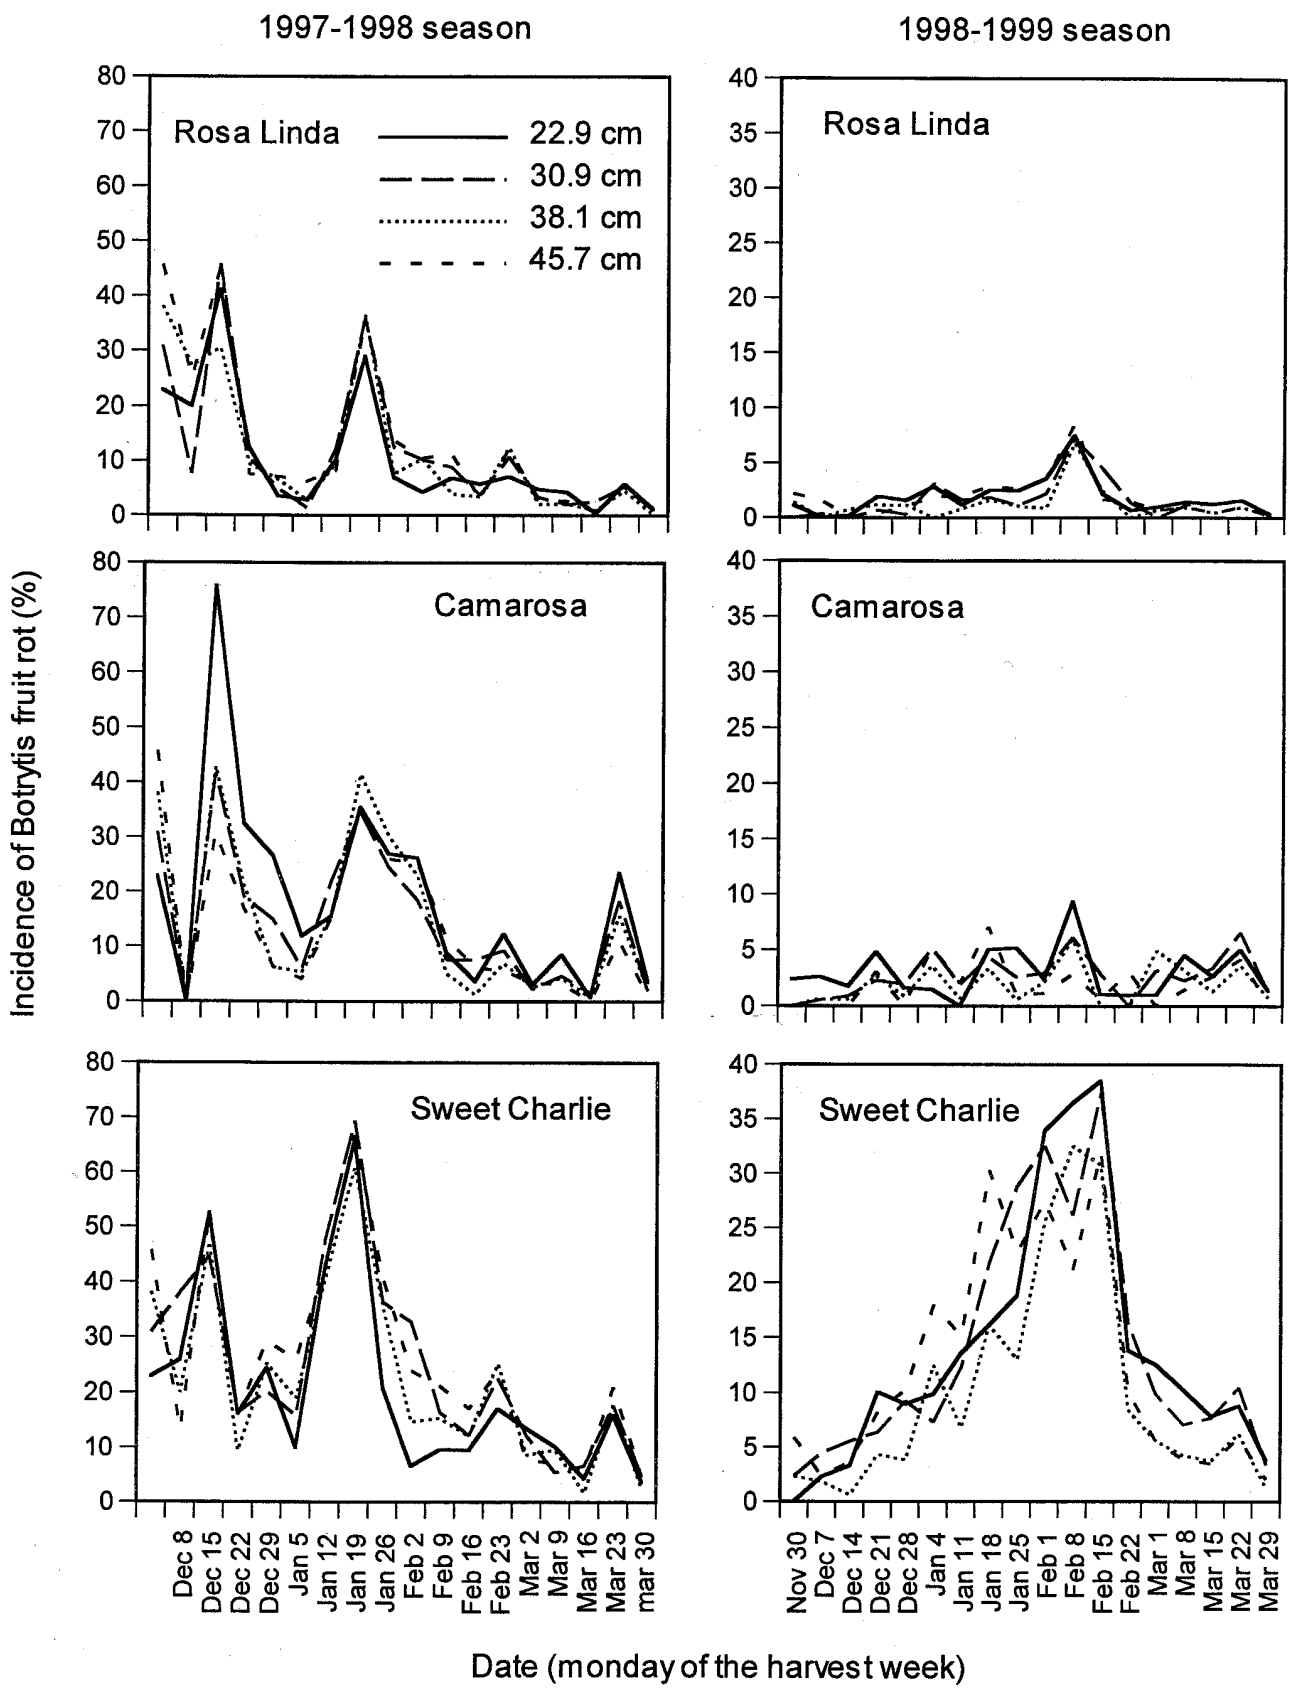 1997-1998 season
1998-1999 season
Incidence of Botrytis fruit rot (%)
80
70
60
50
40
30
20
10
0
Rosa Linda
22.9 cm
30.9 cm
38.1 cm
45.7 cm
40
35
30
25
20
15
10
5
0
Rosa Linda
80
70
60
50
40
30
20
10
0
Camarosa
40
35
30
25
20
15
10
5
0
Camarosa
80
70
60
50
40
30
20
10
0
Sweet Charlie
40
35
30
25
20
15
10
5
0
Sweet Charlie
Dec 8
Dec 15
Dec 22
Dec 29
Jan 5
Jan 12
Jan 19
Jan 26
Feb 2
Feb 9
Feb 16
Feb 23
Mar 2
Mar 9
Mar 16
Mar 23
mar 30
Nov 30
Dec 7
Dec 14
Dec 21
Dec 28
Jan 4
Jan 11
Jan 18
Jan 25
Feb 1
Feb 8
Feb 15
Feb 22
Mar 1
Mar 8
Mar 15
Mar 22
Mar 29
Date (monday of the harvest week)